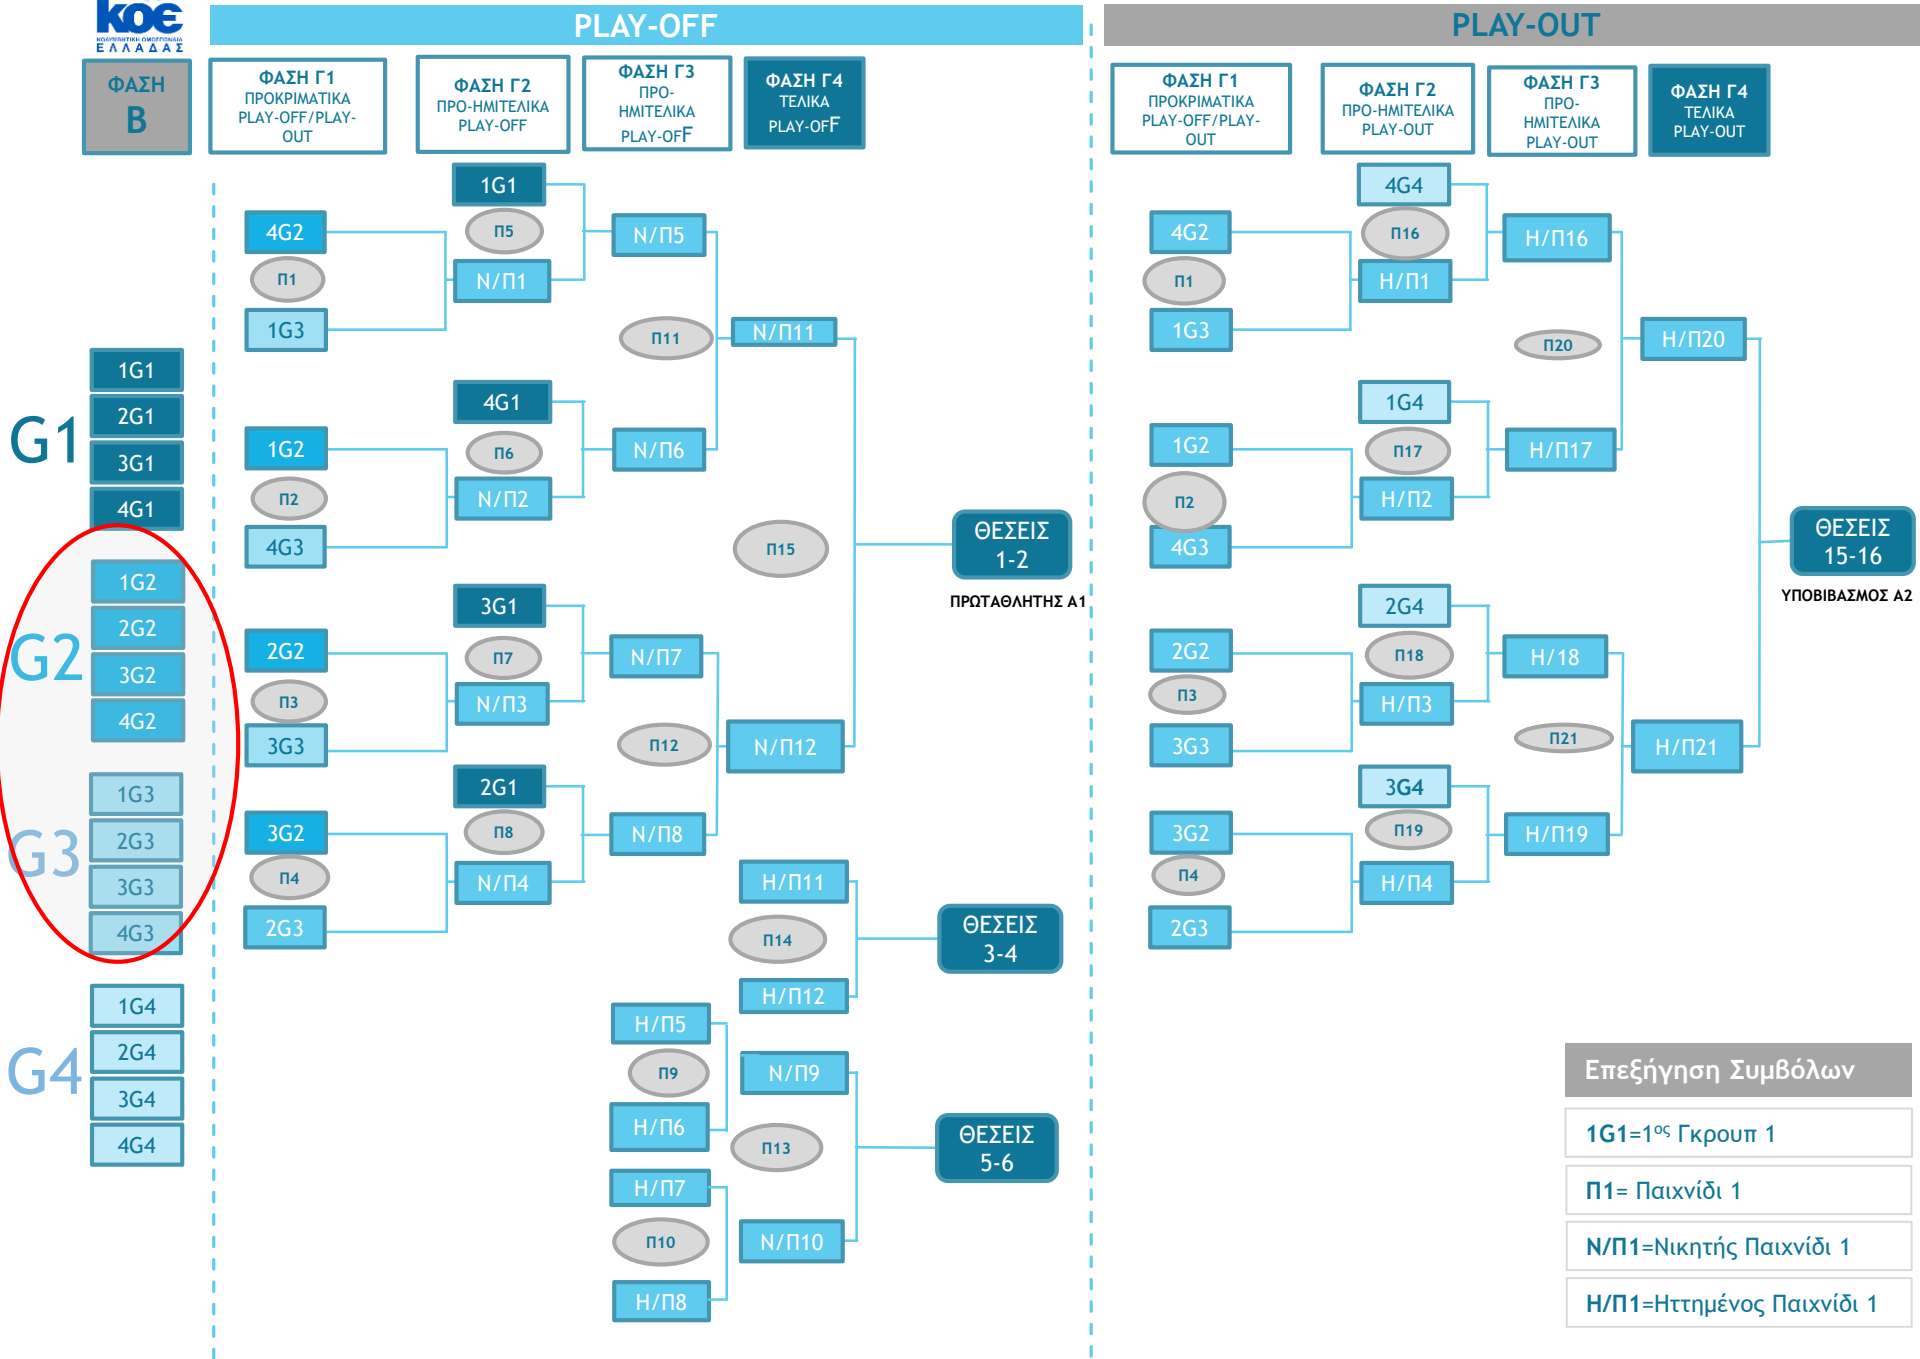 κοε
ΚΟΛΥΜΒΗΤΙΚΗ ΟΜΟΣΠΟΝΔΙΑ
ΕΛΛΑΔΑΣ
PLAY-OFF
PLAY-OUT
ΦΑΣΗ
Β
ΦΑΣΗ Γ1
ΠΡΟΚΡΙΜΑΤΙΚΑ
PLAY-OFF/PLAY-
OUT
ΦΑΣΗ Γ2
ΠΡΟ-ΗΜΙΤΕΛΙΚΑ
PLAY-OFF
ΦΑΣΗ Γ3
ΠΡΟ-
ΗΜΙΤΕΛΙΚΑ
PLAY-OFF
ΦΑΣΗ Γ4
ΤΕΛΙΚΑ
PLAY-OFF
ΦΑΣΗ Γ1
ΠΡΟΚΡΙΜΑΤΙΚΑ
PLAY-OFF/PLAY-
OUT
ΦΑΣΗ Γ2
ΠΡΟ-ΗΜΙΤΕΛΙΚΑ
PLAY-OUT
ΦΑΣΗ Γ3
ΠΡΟ-
ΗΜΙΤΕΛΙΚΑ
PLAY-OUT
ΦΑΣΗ Γ4
ΤΕΛΙΚΑ
PLAY-OUT
G1
1G1
2G1
3G1
4G1
G2
1G2
2G2
3G2
4G2
G3
1G3
2G3
3G3
4G3
G4
1G4
2G4
3G4
4G4
4G2
Π1
1G3
1G2
Π2
4G3
2G2
Π3
3G3
3G2
Π4
2G3
1G1
Π5
Ν/Π1
4G1
Π6
Ν/Π2
3G1
Π7
Ν/Π3
2G1
Π8
Ν/Π4
Ν/Π5
Π11
Ν/Π6
Ν/Π7
Π12
Ν/Π8
Η/Π5
Π9
Η/Π6
Η/Π7
Π10
Η/Π8
Ν/Π11
Π15
Ν/Π12
Η/Π11
Π14
Η/Π12
Ν/Π9
Π13
Ν/Π10
ΘΕΣΕΙΣ
1-2
ΠΡΩΤΑΘΛΗΤΗΣ Α1
ΘΕΣΕΙΣ
3-4
ΘΕΣΕΙΣ
5-6
4G2
Π1
1G3
1G2
Π2
4G3
2G2
Π3
3G3
3G2
Π4
2G3
4G4
Π16
Η/Π1
1G4
Π17
Η/Π2
2G4
Π18
Η/Π3
3G4
Π19
Η/Π4
Η/Π16
Π20
Η/Π17
Η/18
Π21
Η/Π19
Η/Π20
Η/Π21
ΘΕΣΕΙΣ
15-16
ΥΠΟΒΙΒΑΣΜΟΣ Α2
Επεξήγηση Συμβόλων
1G1=1ος Γκρουπ 1
Π1= Παιχνίδι 1
Ν/Π1=Νικητής Παιχνίδι 1
Η/Π1=Ηττημένος Παιχνίδι 1